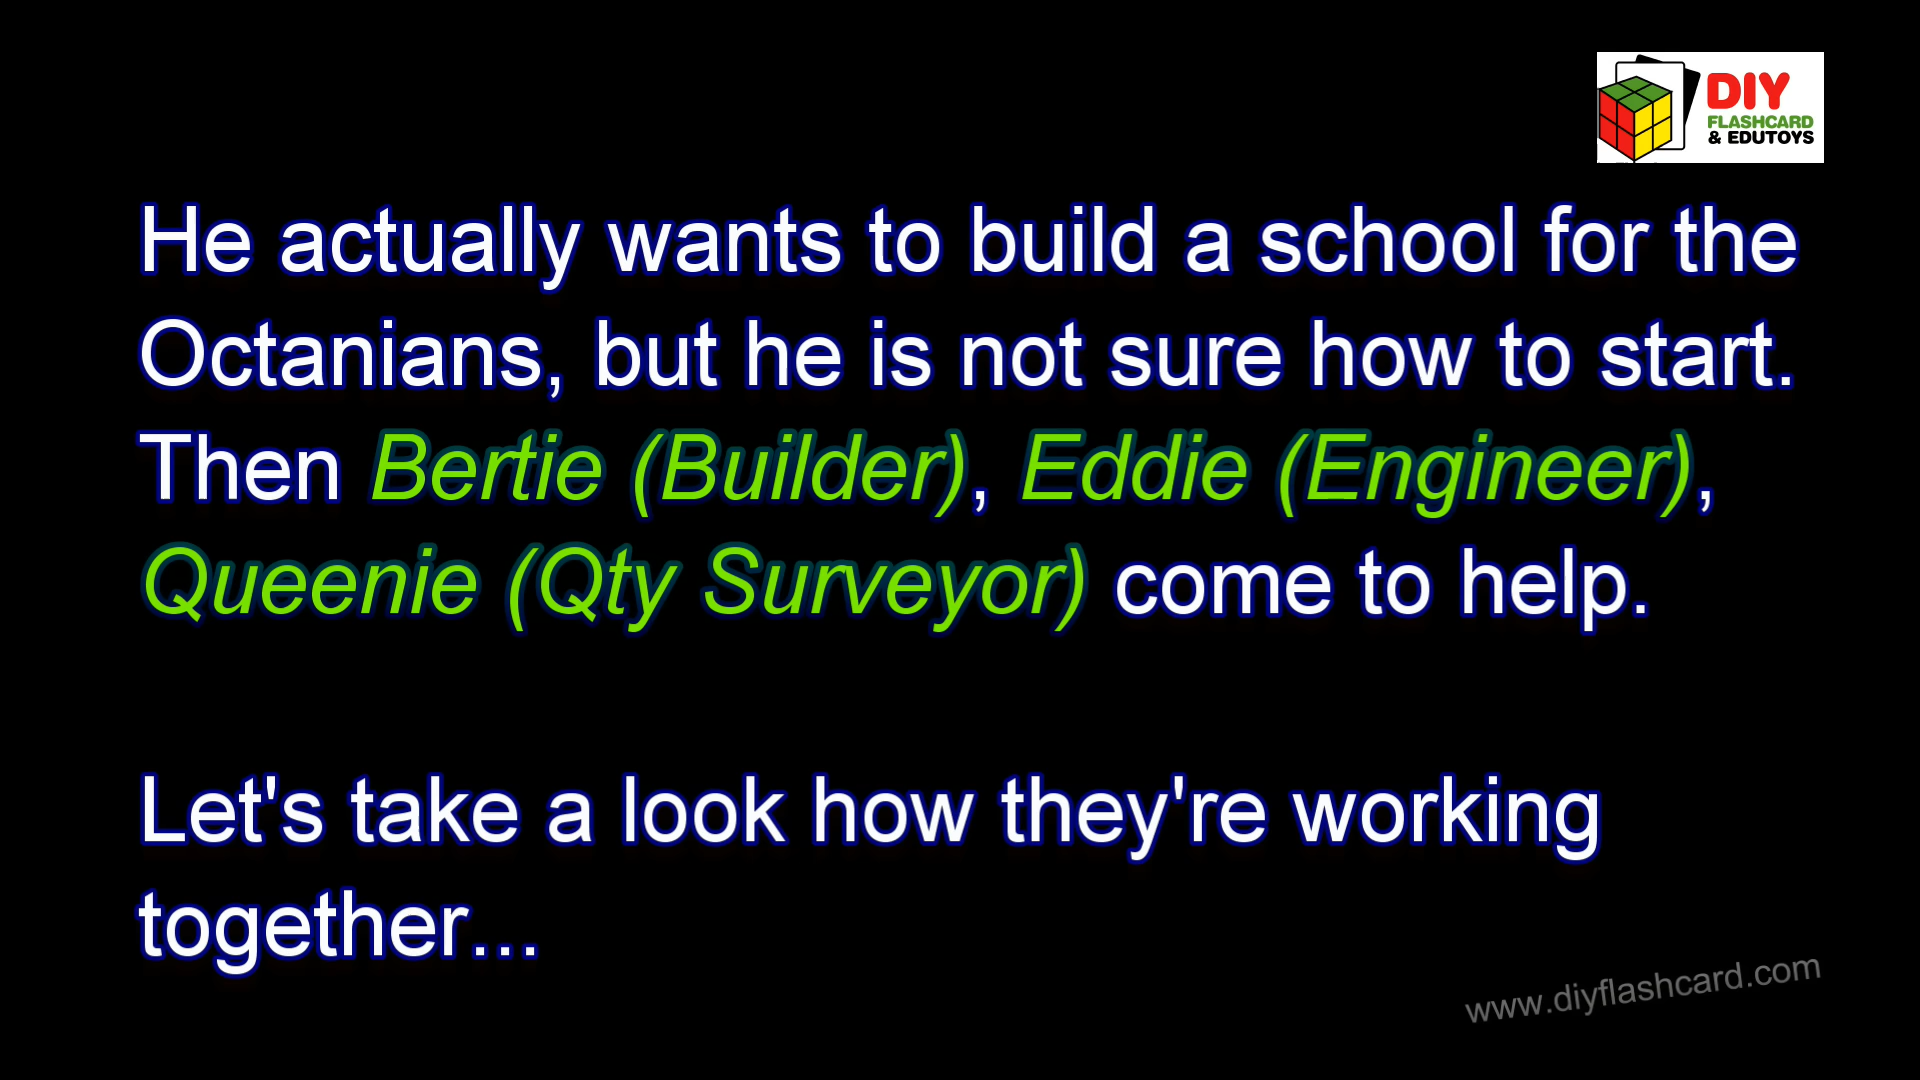 DIY
FLASHCARD
& EDUTOYS
He actually wants to build a school for the
Octanians, but he is not sure how to start.
Then Bertie (Builder), Eddie (Engineer),
Queenie (Qty Surveyor) come to help.
Let's take a look how they're working
together...
www.diyflashcard.com